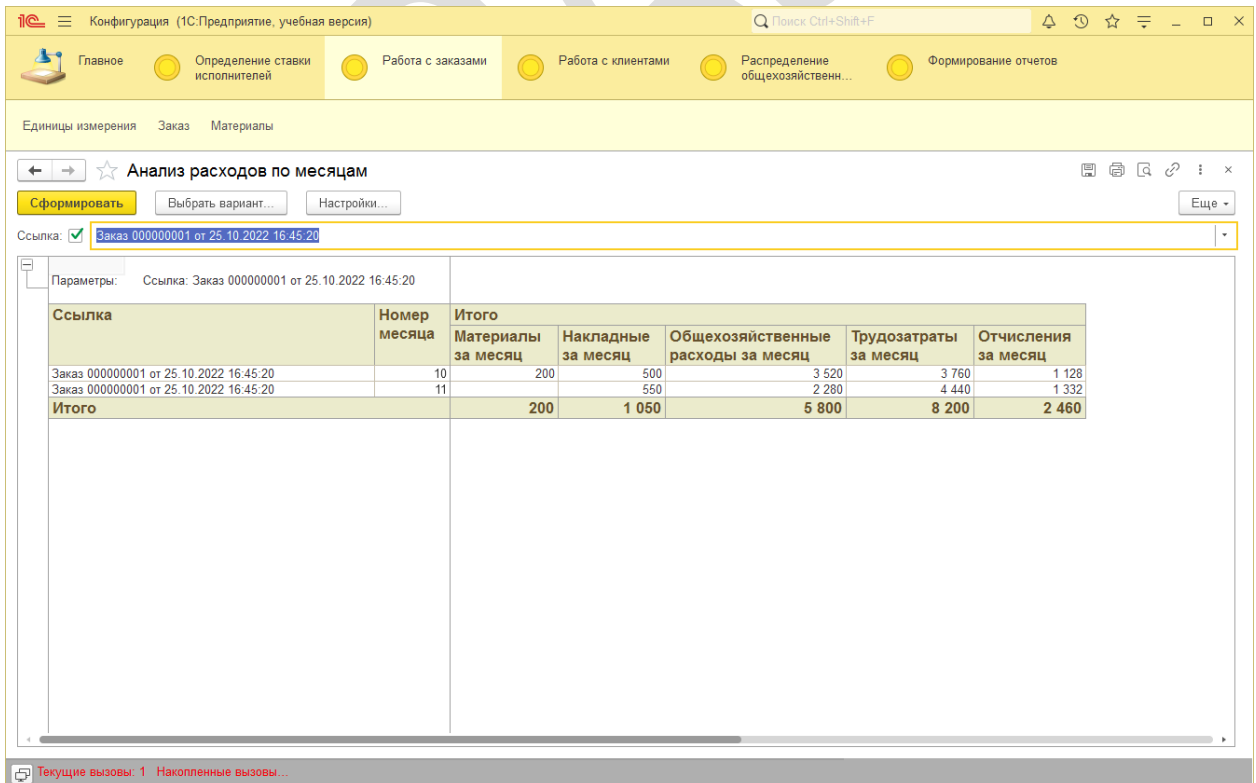 1С Конфигурация (1С:Предприятие, учебная версия) Поиск Ctrl+Shift+F
Главное Определение ставки исполнителей Работа с заказами Работа с клиентами Распределение общехозяйственн... Формирование отчетов
Единицы измерения Заказ Материалы
Анализ расходов по месяцам
Сформировать Выбрать вариант... Настройки... Еще
Ссылка: Заказ 000000001 от 25.10.2022 16:45:20
Параметры: Ссылка: Заказ 000000001 от 25.10.2022 16:45:20
Ссылка Номер месяца Итого
Материалы за месяц Накладные за месяц Общехозяйственные расходы за месяц Трудозатраты за месяц Отчисления за месяц
Заказ 000000001 от 25.10.2022 16:45:20 10 200 500 3 520 3 760 1 128
Заказ 000000001 от 25.10.2022 16:45:20 11 550 2 280 4 440 1 332
Итого 200 1 050 5 800 8 200 2 460
Текущие вызовы: 1 Накопленные вызовы...